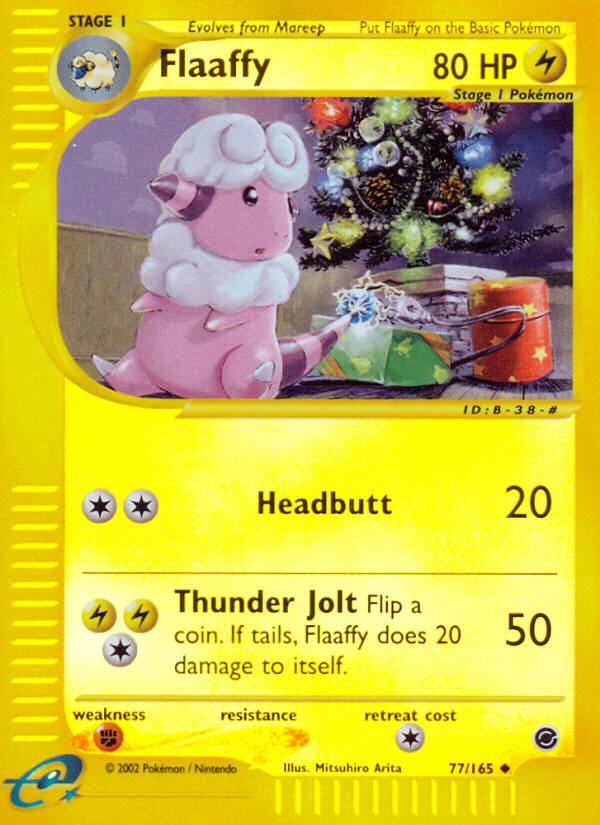 STAGE 1
Evolves from Mareep
Put Flaaffy on the Basic Pokémon
Flaaffy
80 HP
Stage 1 Pokémon
ID:B-38-#
Headbutt
20
Thunder Jolt Flip a
coin. If tails, Flaaffy does 20
damage to itself.
50
weakness
resistance
retreat cost
© 2002 Pokémon / Nintendo
Illus. Mitsuhiro Arita
77/165
e